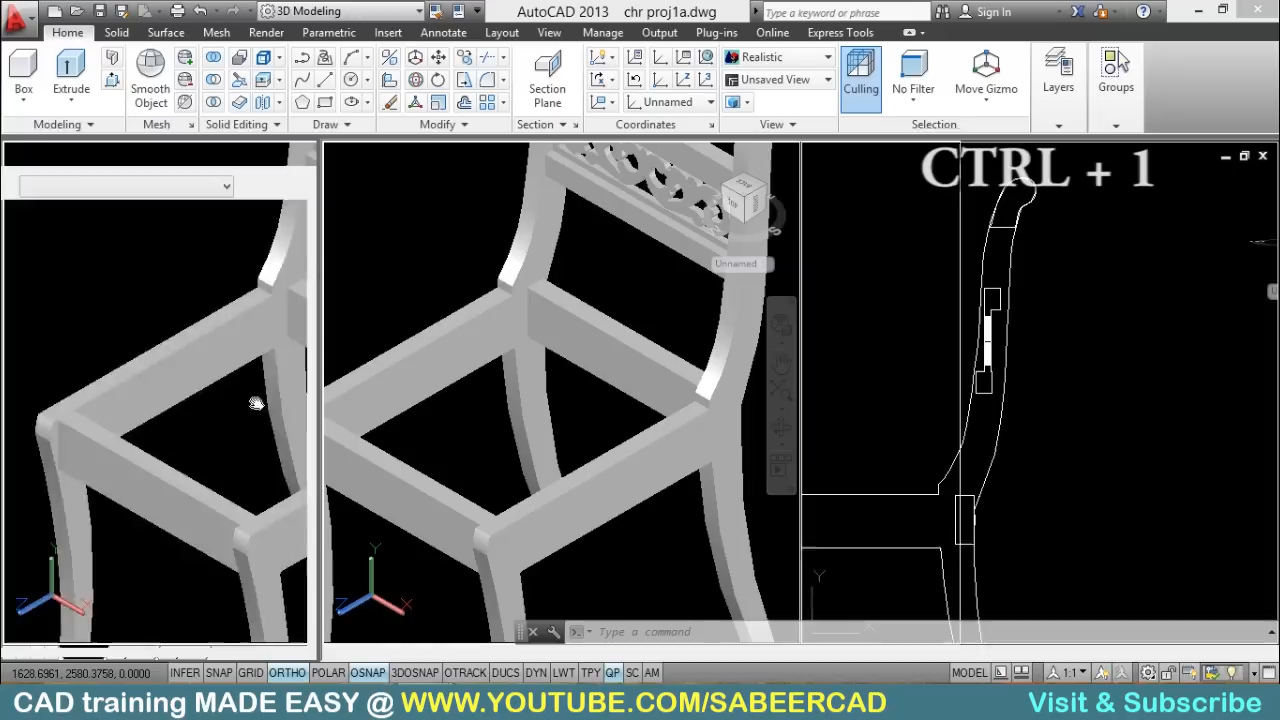 3D Modeling
AutoCAD 2013 chr proj1a.dwg
Type a keyword or phrase
Sign In
Home Solid Surface Mesh Render Parametric Insert Annotate Layout View Manage Output Plug-ins Online Express Tools
Box
Extrude
Smooth
Object
Section
Plane
Realistic
Unsaved View
Unnamed
Culling
No Filter
Move Gizmo
Layers
Groups
Modeling
Mesh
Solid Editing
Draw
Modify
Section
Coordinates
View
Selection
CTRL + 1
Unnamed
S
Y
Z
X
Y
Z
X
Y
Type a command
1628.6961, 2580.3758, 0.0000
INFER SNAP GRID ORTHO POLAR OSNAP 3DOSNAP OTRACK DUCS DYN LWT TPY QP SC AM
MODEL
1:1
CAD training MADE EASY @ WWW.YOUTUBE.COM/SABEERCAD
Visit & Subscribe